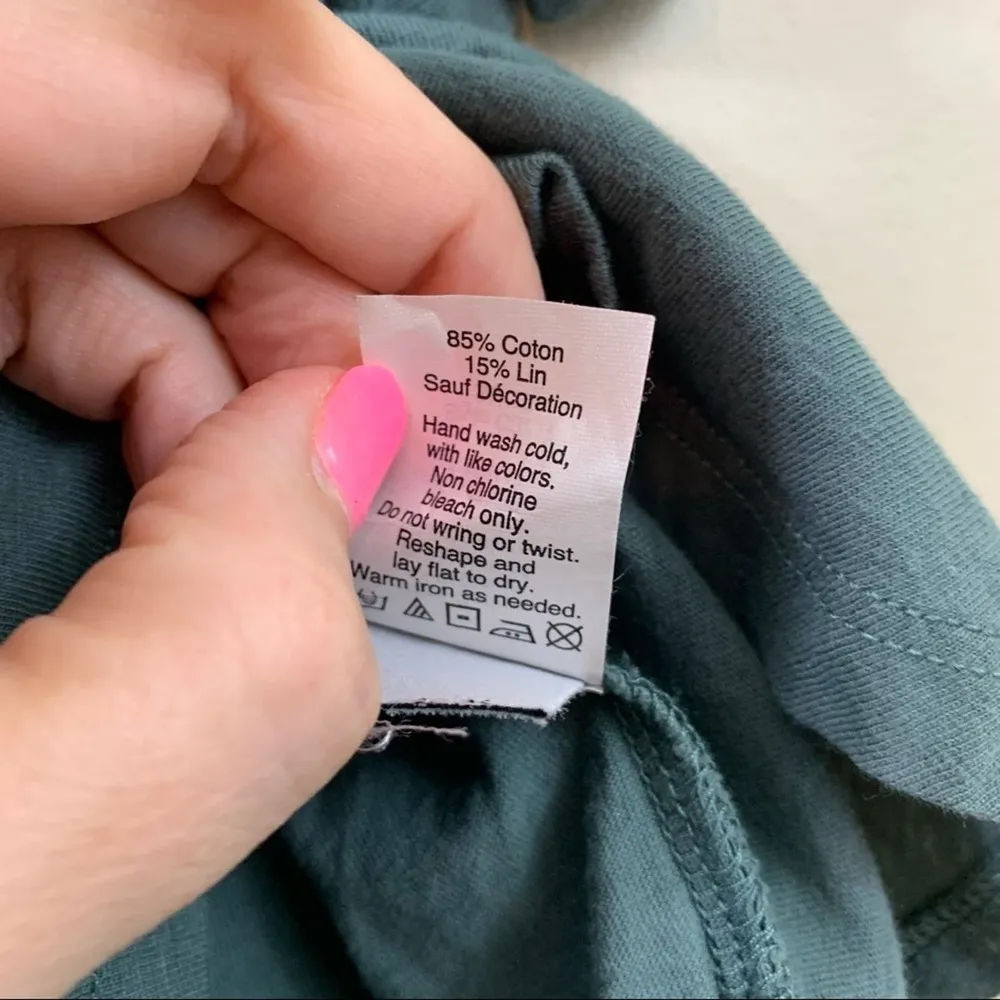 85% Coton
15% Lin
Sauf Décoration
Hand wash cold,
with like colors.
Non chlorine
bleach only.
Do not wring or twist.
Reshape and
lay flat to dry.
Warm iron as needed.